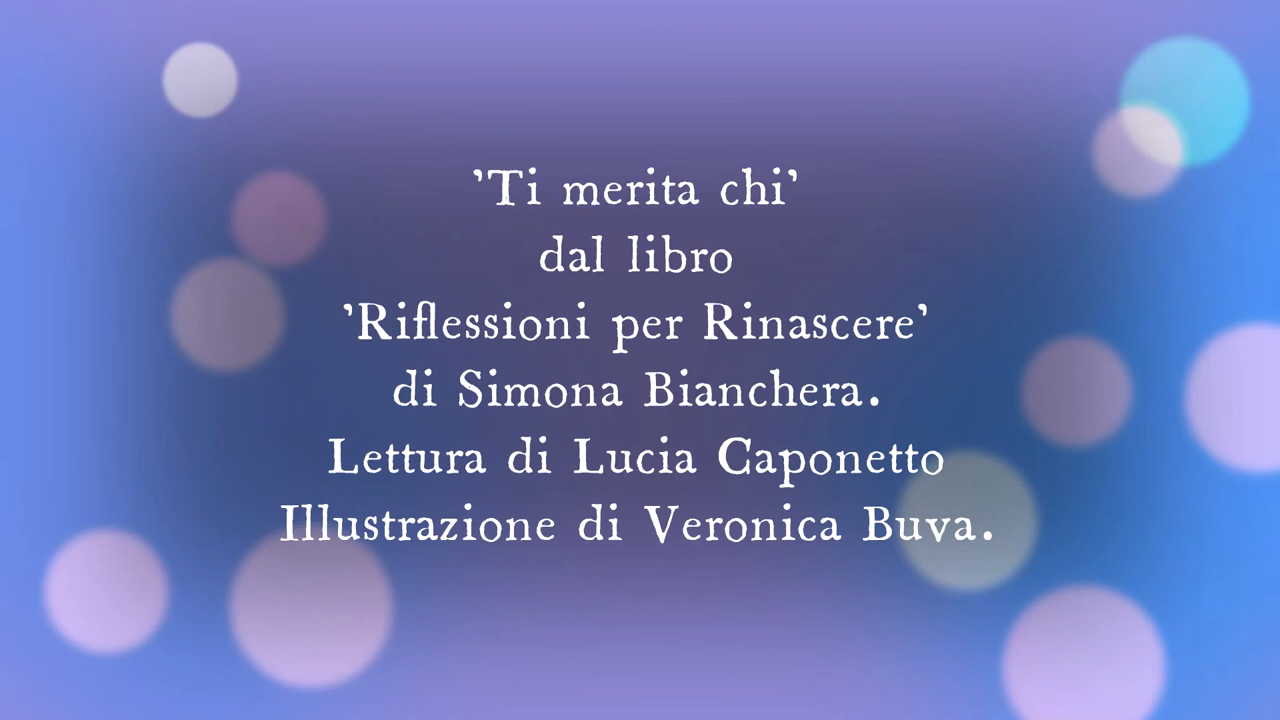 ’Ti merita chi’
dal libro
’Riflessioni per Rinascere’
di Simona Bianchera.
Lettura di Lucia Caponetto
Illustrazione di Veronica Buva.